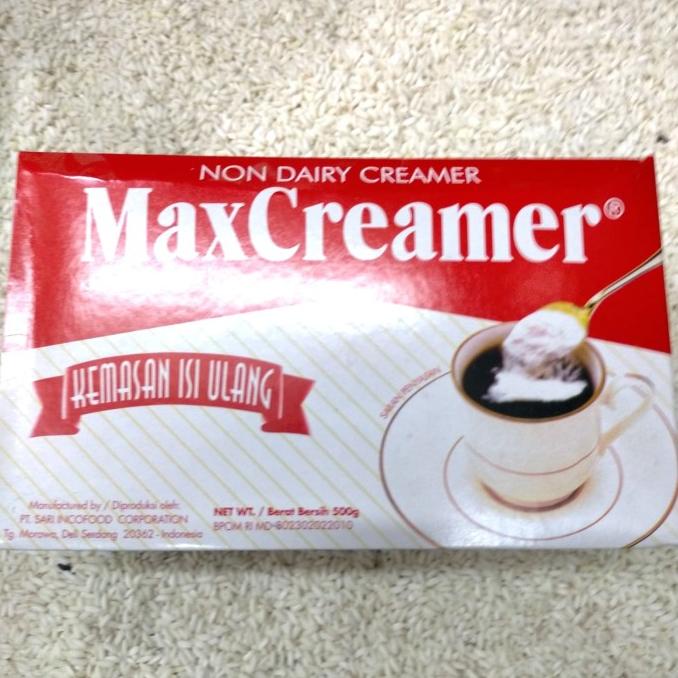 NON DAIRY CREAMER
MaxCreamer®
KEMASAN ISI ULANG
SARAN PENYAJIAN
Manufactured by / Diproduksi oleh:
PT. SARI INCOFOOD CORPORATION
Tg. Morawa, Deli Serdang 20362 - Indonesia
NET WT. / Berat Bersih: 500g
BPOM RI MD-802302022010